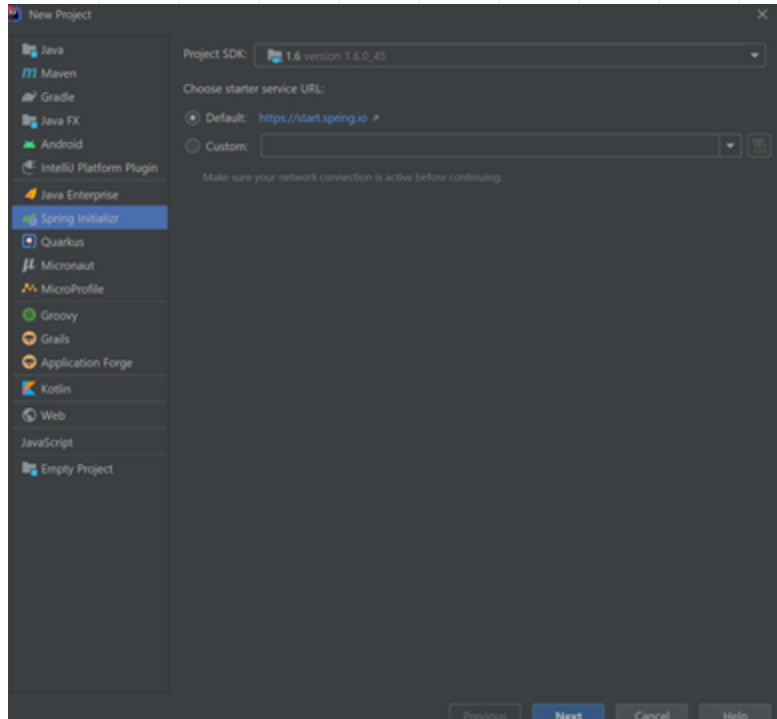 New Project
Java
Maven
Gradle
Java FX
Android
IntelliJ Platform Plugin
Java Enterprise
Spring Initializr
Quarkus
Micronaut
MicroProfile
Groovy
Grails
Application Forge
Kotlin
Web
JavaScript
Empty Project
Project SDK: 1.6 version 1.6.0_45
Choose starter service URL:
Default: https://start.spring.io
Custom:
Make sure your network connection is active before continuing.
Previous Next Cancel Help